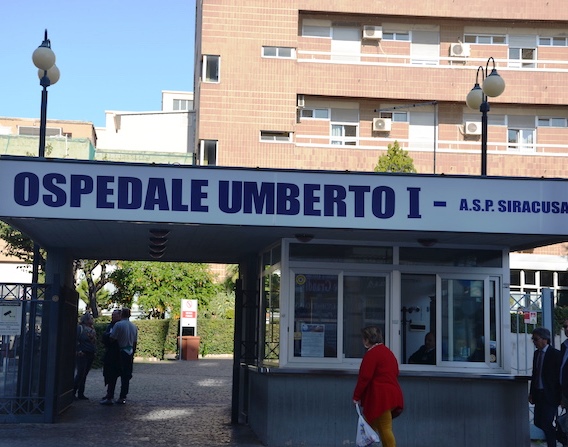 OSPEDALE UMBERTO I - A.S.P. SIRACUSA